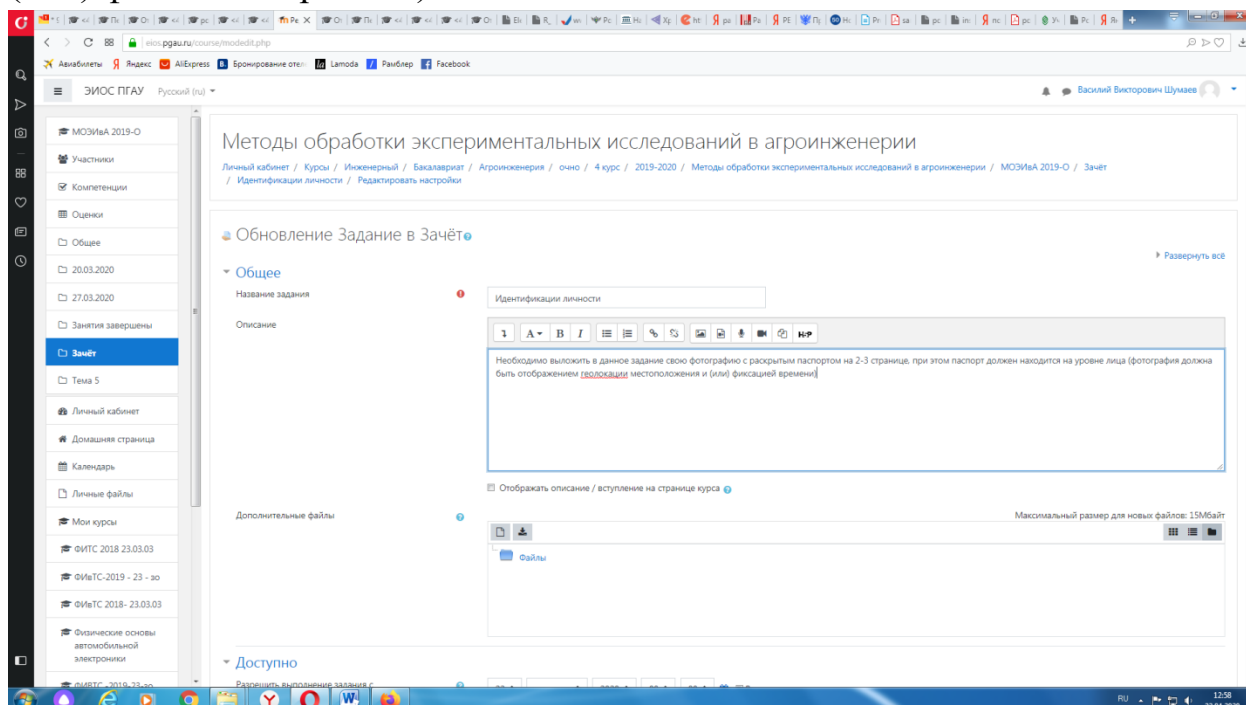 eios.pgau.ru/course/modedit.php
Авиабилеты Яндекс AliExpress Бронирование отел Lamoda Рамблер Facebook
ЭИОС ПГАУ Русский (ru)
Василий Викторович Шумаев
МОЭИвА 2019-О
Участники
Компетенции
Оценки
Общее
20.03.2020
27.03.2020
Занятия завершены
Зачёт
Тема 5
Личный кабинет
Домашняя страница
Календарь
Личные файлы
Мои курсы
ФИТС 2018 23.03.03
ФИвТС-2019 - 23 - зо
ФИвТС 2018- 23.03.03
Физические основы
автомобильной
электроники
Методы обработки экспериментальных исследований в агроинженерии
Личный кабинет / Курсы / Инженерный / Бакалавриат / Агроинженерия / очно / 4 курс / 2019-2020 / Методы обработки экспериментальных исследований в агроинженерии / МОЭИвА 2019-О / Зачёт
/ Идентификации личности / Редактировать настройки
Обновление Задание в Зачёт
Развернуть всё
Общее
Название задания
Идентификации личности
Описание
A B I H-P
Необходимо выложить в данное задание свою фотографию с раскрытым паспортом на 2-3 странице, при этом паспорт должен находится на уровне лица (фотография должна
быть отображением геолокации местоположения и (или) фиксацией времени)
Отображать описание / вступление на странице курса
Дополнительные файлы
Максимальный размер для новых файлов: 15Мбайт
Файлы
Доступно
Разрешить выполнение задания с
RU
12:58